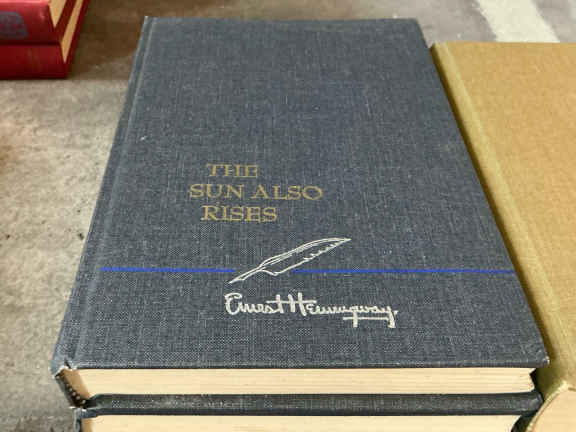 THE
SUN ALSO
RISES
Ernest Hemingway.